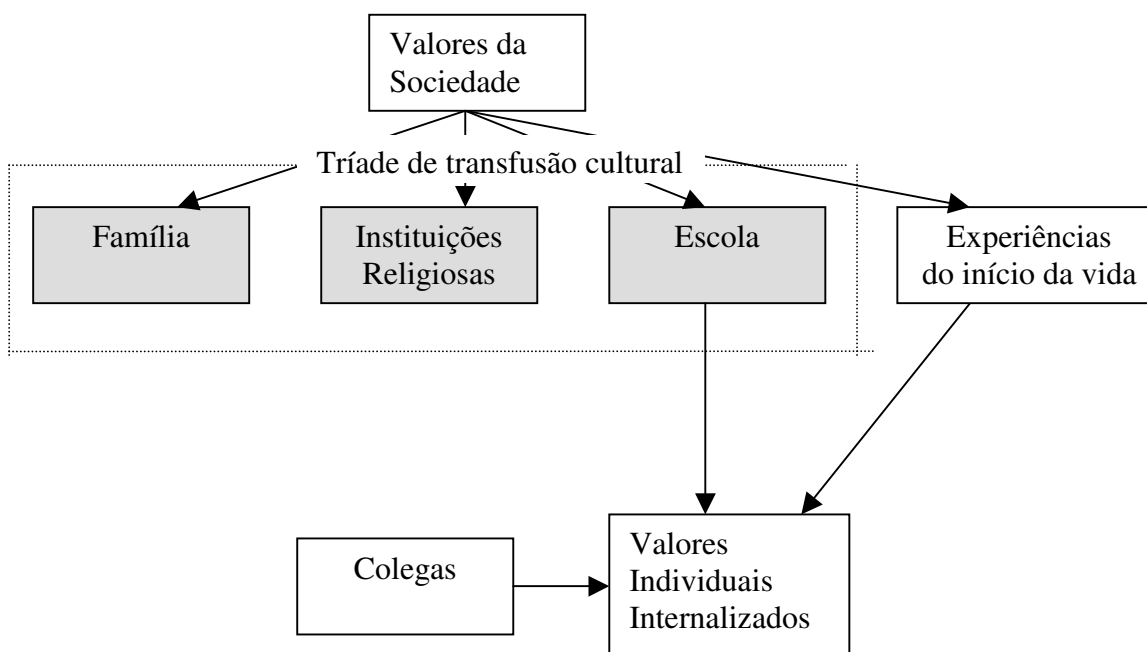 Valores da
Sociedade
Tríade de transfusão cultural
Família
Instituições
Religiosas
Escola
Experiências
do início da vida
Colegas
Valores
Individuais
Internalizados